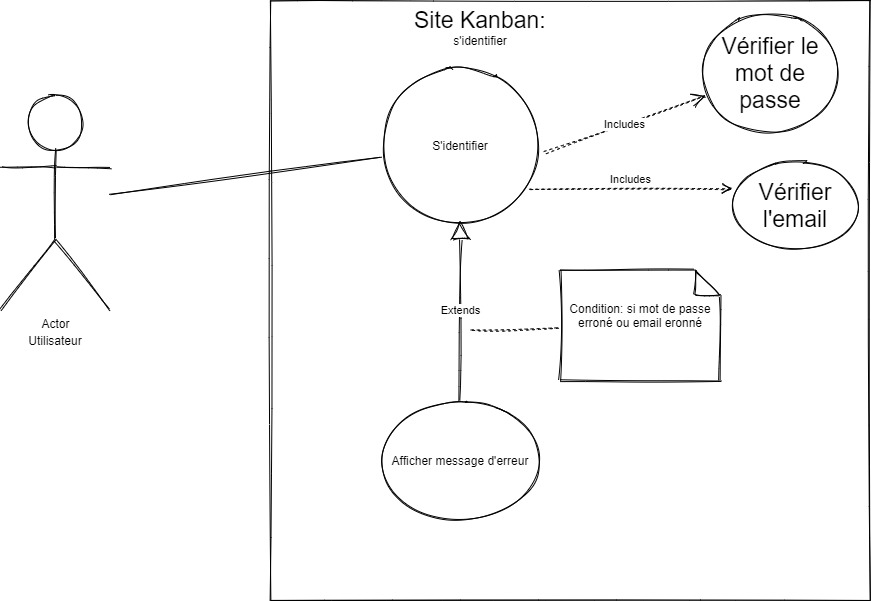 Site Kanban:
s'identifier
Vérifier le
mot de
passe
Includes
S'identifier
Includes
Vérifier
l'email
Extends
Condition: si mot de passe
erroné ou email eronné
Actor
Utilisateur
Afficher message d'erreur